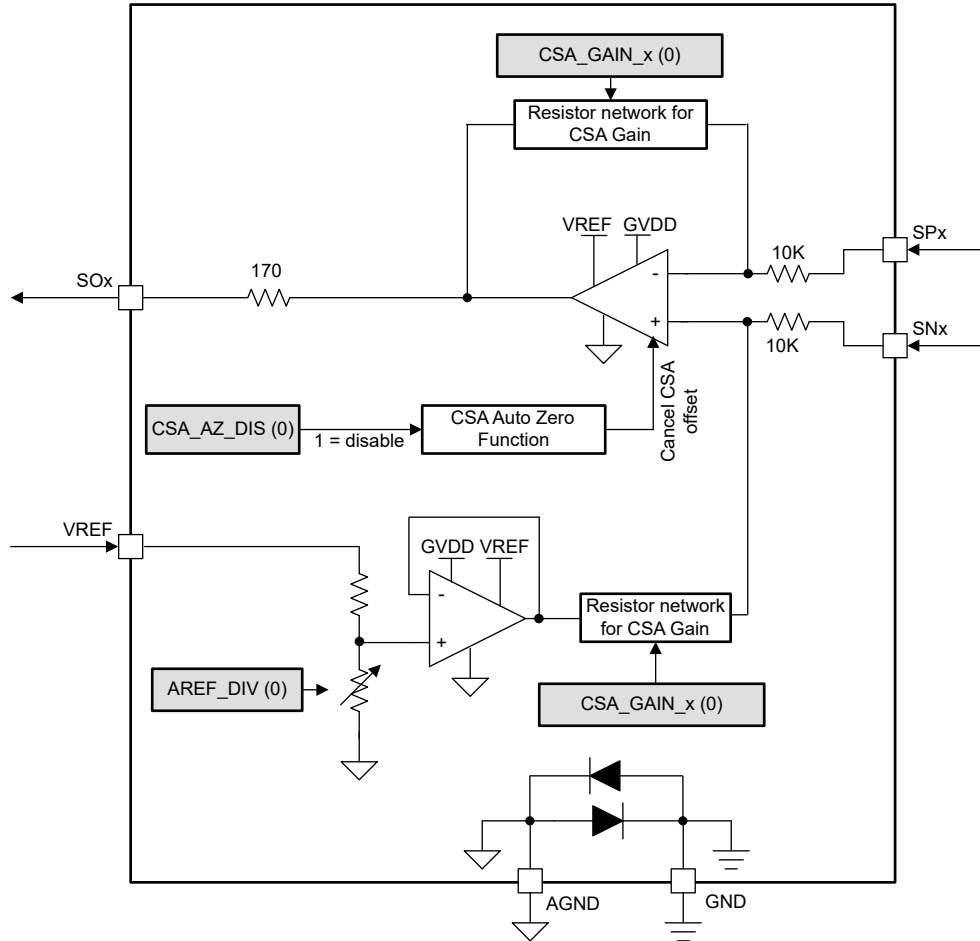 CSA_GAIN_x (0)
Resistor network for
CSA Gain
VREF
GVDD
SPx
10K
170
-
SOx
+
SNx
10K
Cancel CSA
offset
CSA_AZ_DIS (0)
1 = disable
CSA Auto Zero
Function
VREF
GVDD
VREF
-
Resistor network
for CSA Gain
+
AREF_DIV (0)
CSA_GAIN_x (0)
AGND
GND